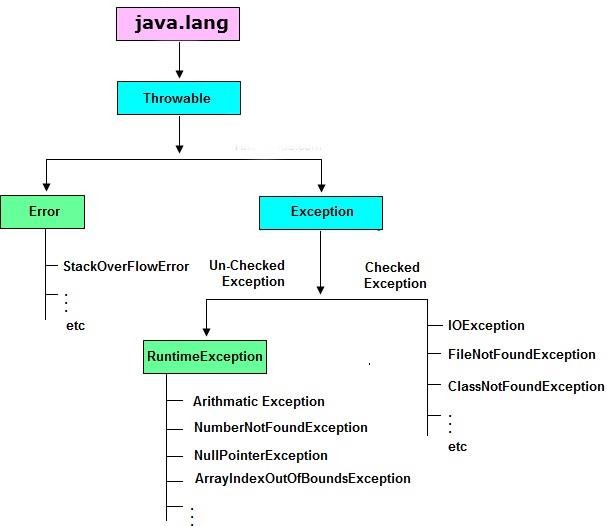 java.lang
Throwable
Error
Exception
StackOverFlowError
.
.
.
etc
Un-Checked
Exception
Checked
Exception
RuntimeException
Arithmatic Exception
NumberNotFoundException
NullPointerException
ArrayIndexOutOfBoundsException
.
.
.
IOException
FileNotFoundException
ClassNotFoundException
.
.
.
etc